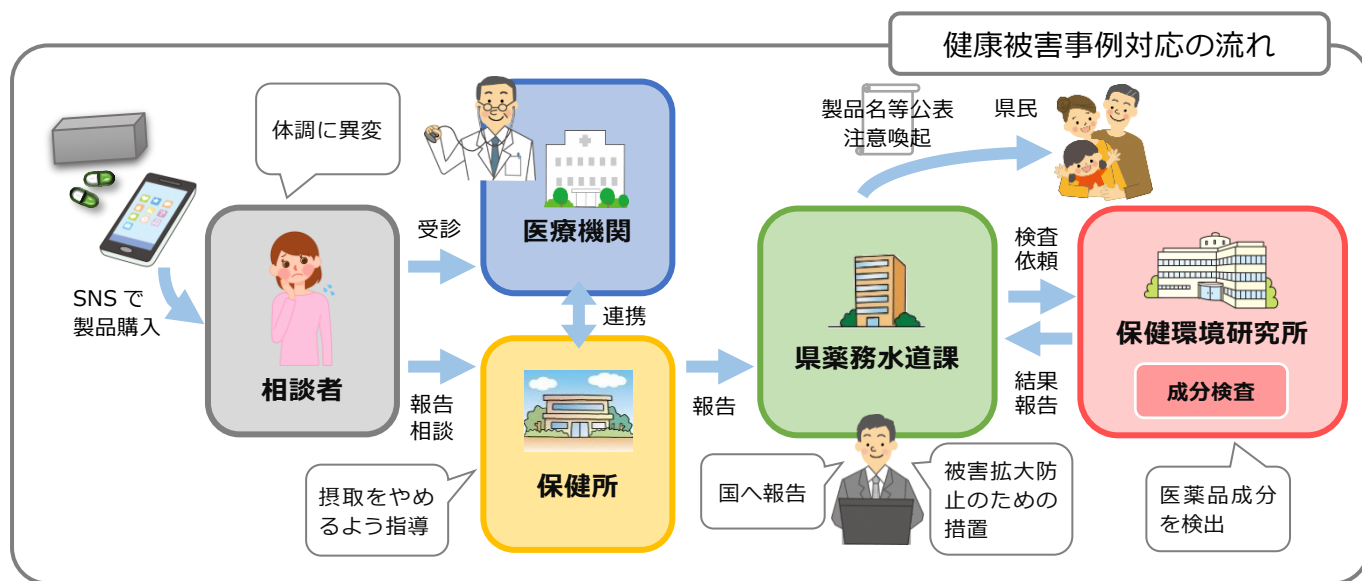 健康被害事例対応の流れ
体調に異変
SNS で
製品購入
相談者
受診
報告
相談
医療機関
連携
摂取をやめ
るよう指導
保健所
報告
製品名等公表
注意喚起
県民
県薬務水道課
国へ報告
被害拡大防
止のための
措置
検査
依頼
結果
報告
保健環境研究所
成分検査
医薬品成分
を検出